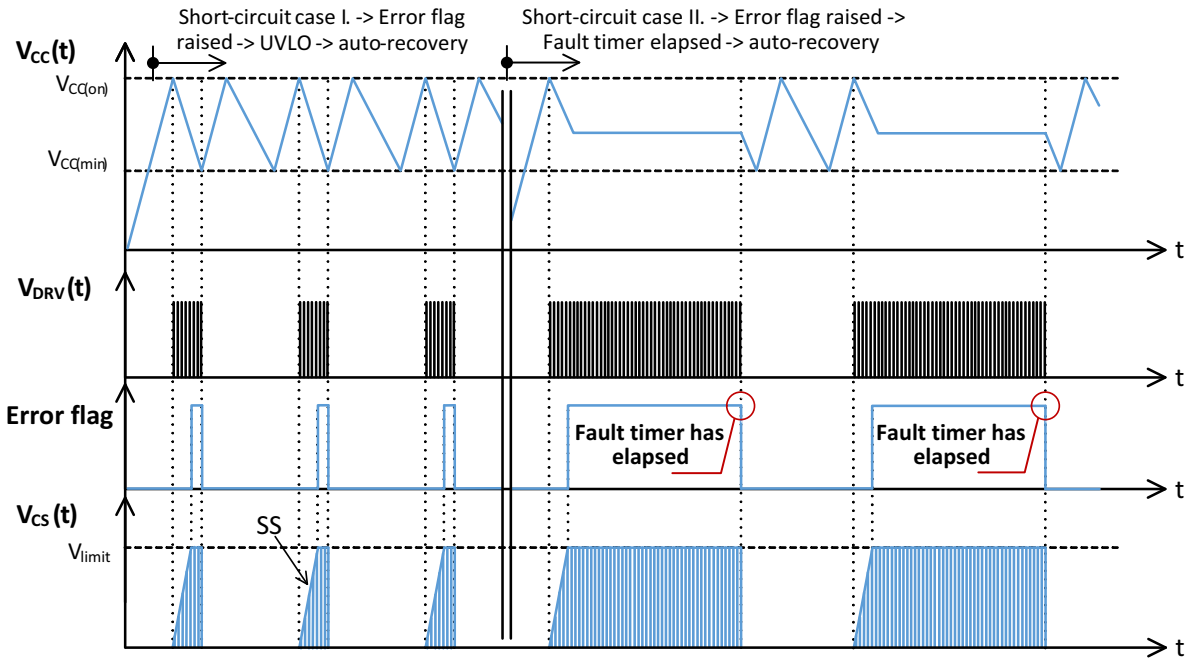 Short-circuit case I. -> Error flag
raised -> UVLO -> auto-recovery
Short-circuit case II. -> Error flag raised ->
Fault timer elapsed -> auto-recovery
VCC(t)
VCC(on)
VCC(min)
t
VDRV(t)
t
Error flag
Fault timer has
elapsed
Fault timer has
elapsed
t
VCS(t)
SS
Vlimit
t